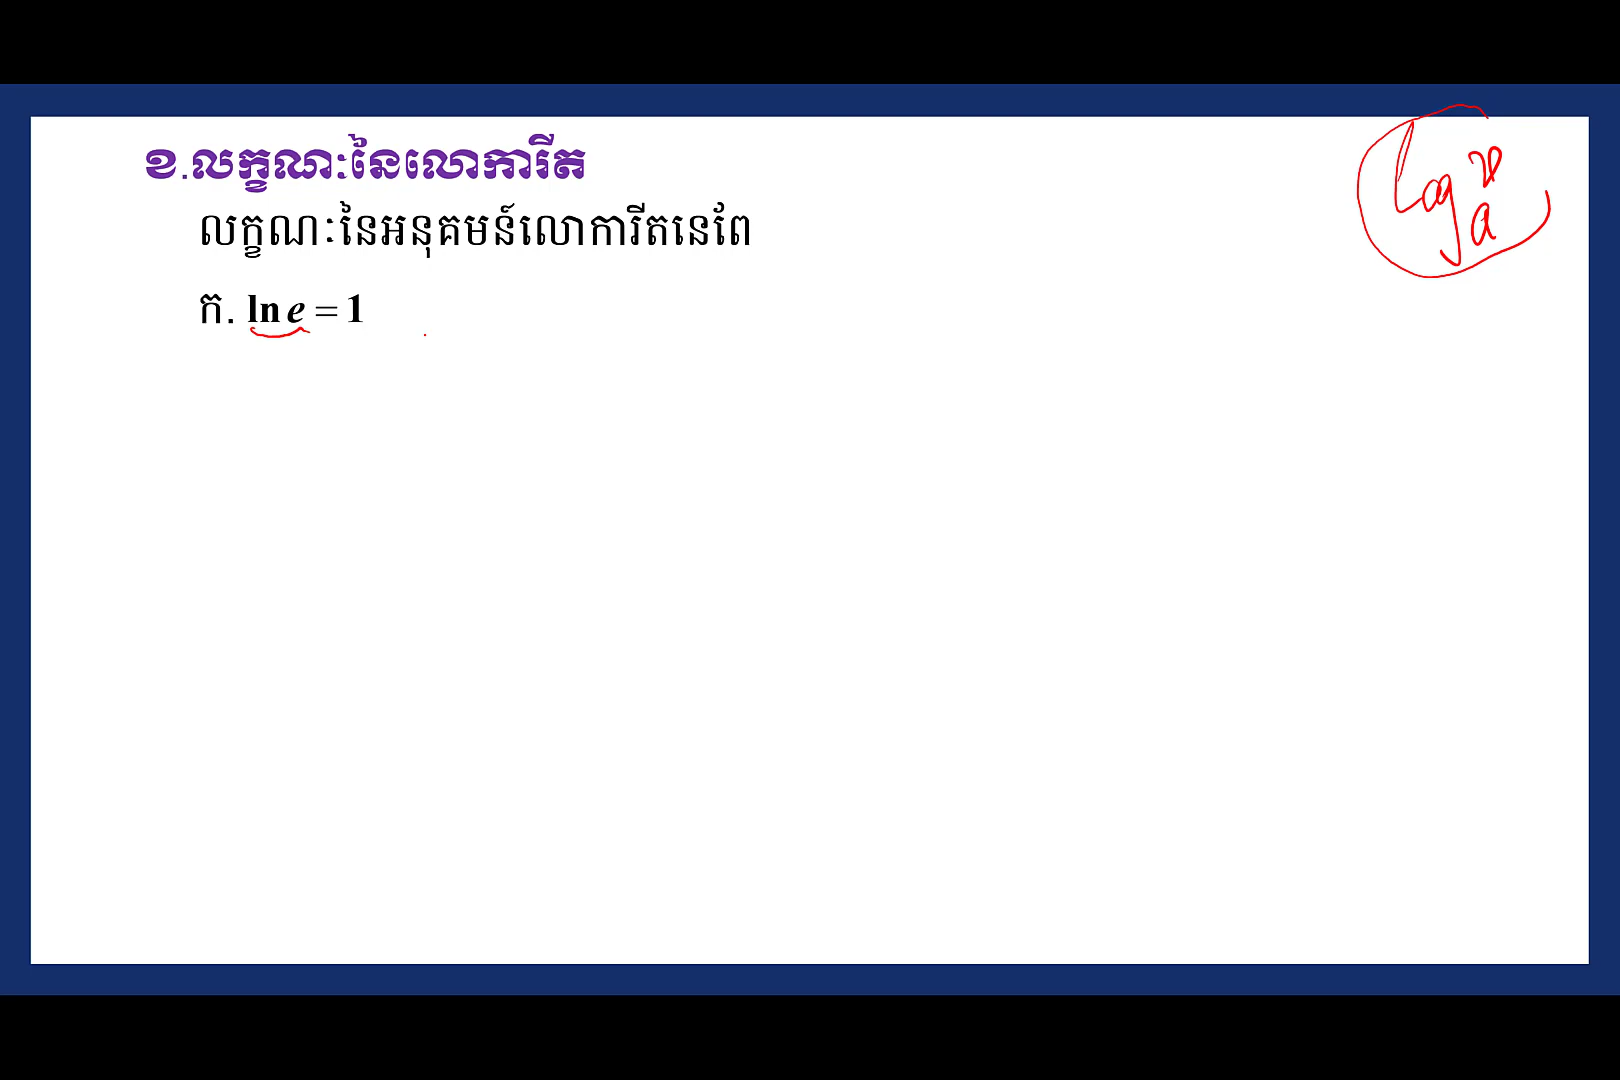 ខ.លក្ខណៈនៃលោការីត
លក្ខណៈនៃអនុគមន៍លោការីតនេពែ
ក. ln e = 1
log
a